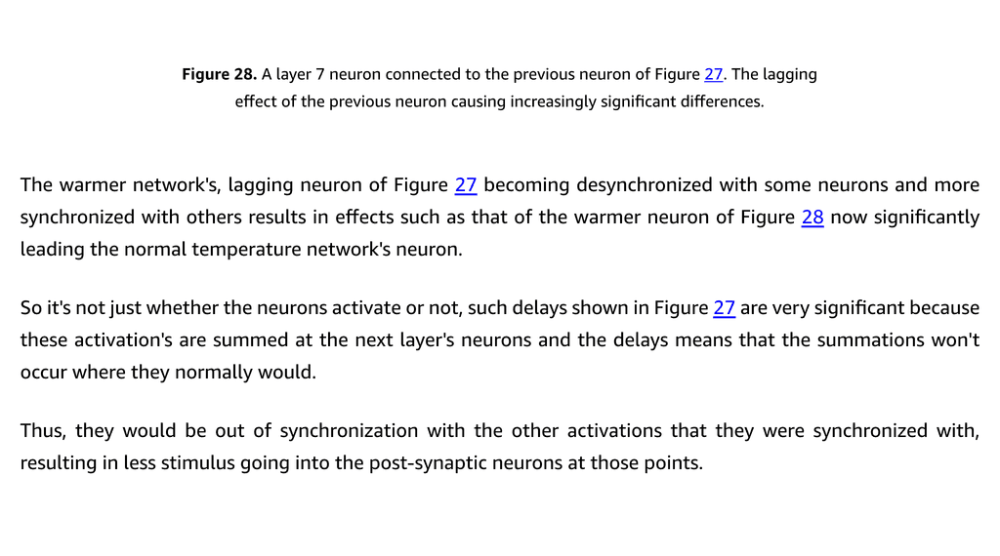 Figure 28. A layer 7 neuron connected to the previous neuron of Figure 27. The lagging
effect of the previous neuron causing increasingly significant differences.
The warmer network's, lagging neuron of Figure 27 becoming desynchronized with some neurons and more
synchronized with others results in effects such as that of the warmer neuron of Figure 28 now significantly
leading the normal temperature network's neuron.
So it's not just whether the neurons activate or not, such delays shown in Figure 27 are very significant because
these activation's are summed at the next layer's neurons and the delays means that the summations won't
occur where they normally would.
Thus, they would be out of synchronization with the other activations that they were synchronized with,
resulting in less stimulus going into the post-synaptic neurons at those points.